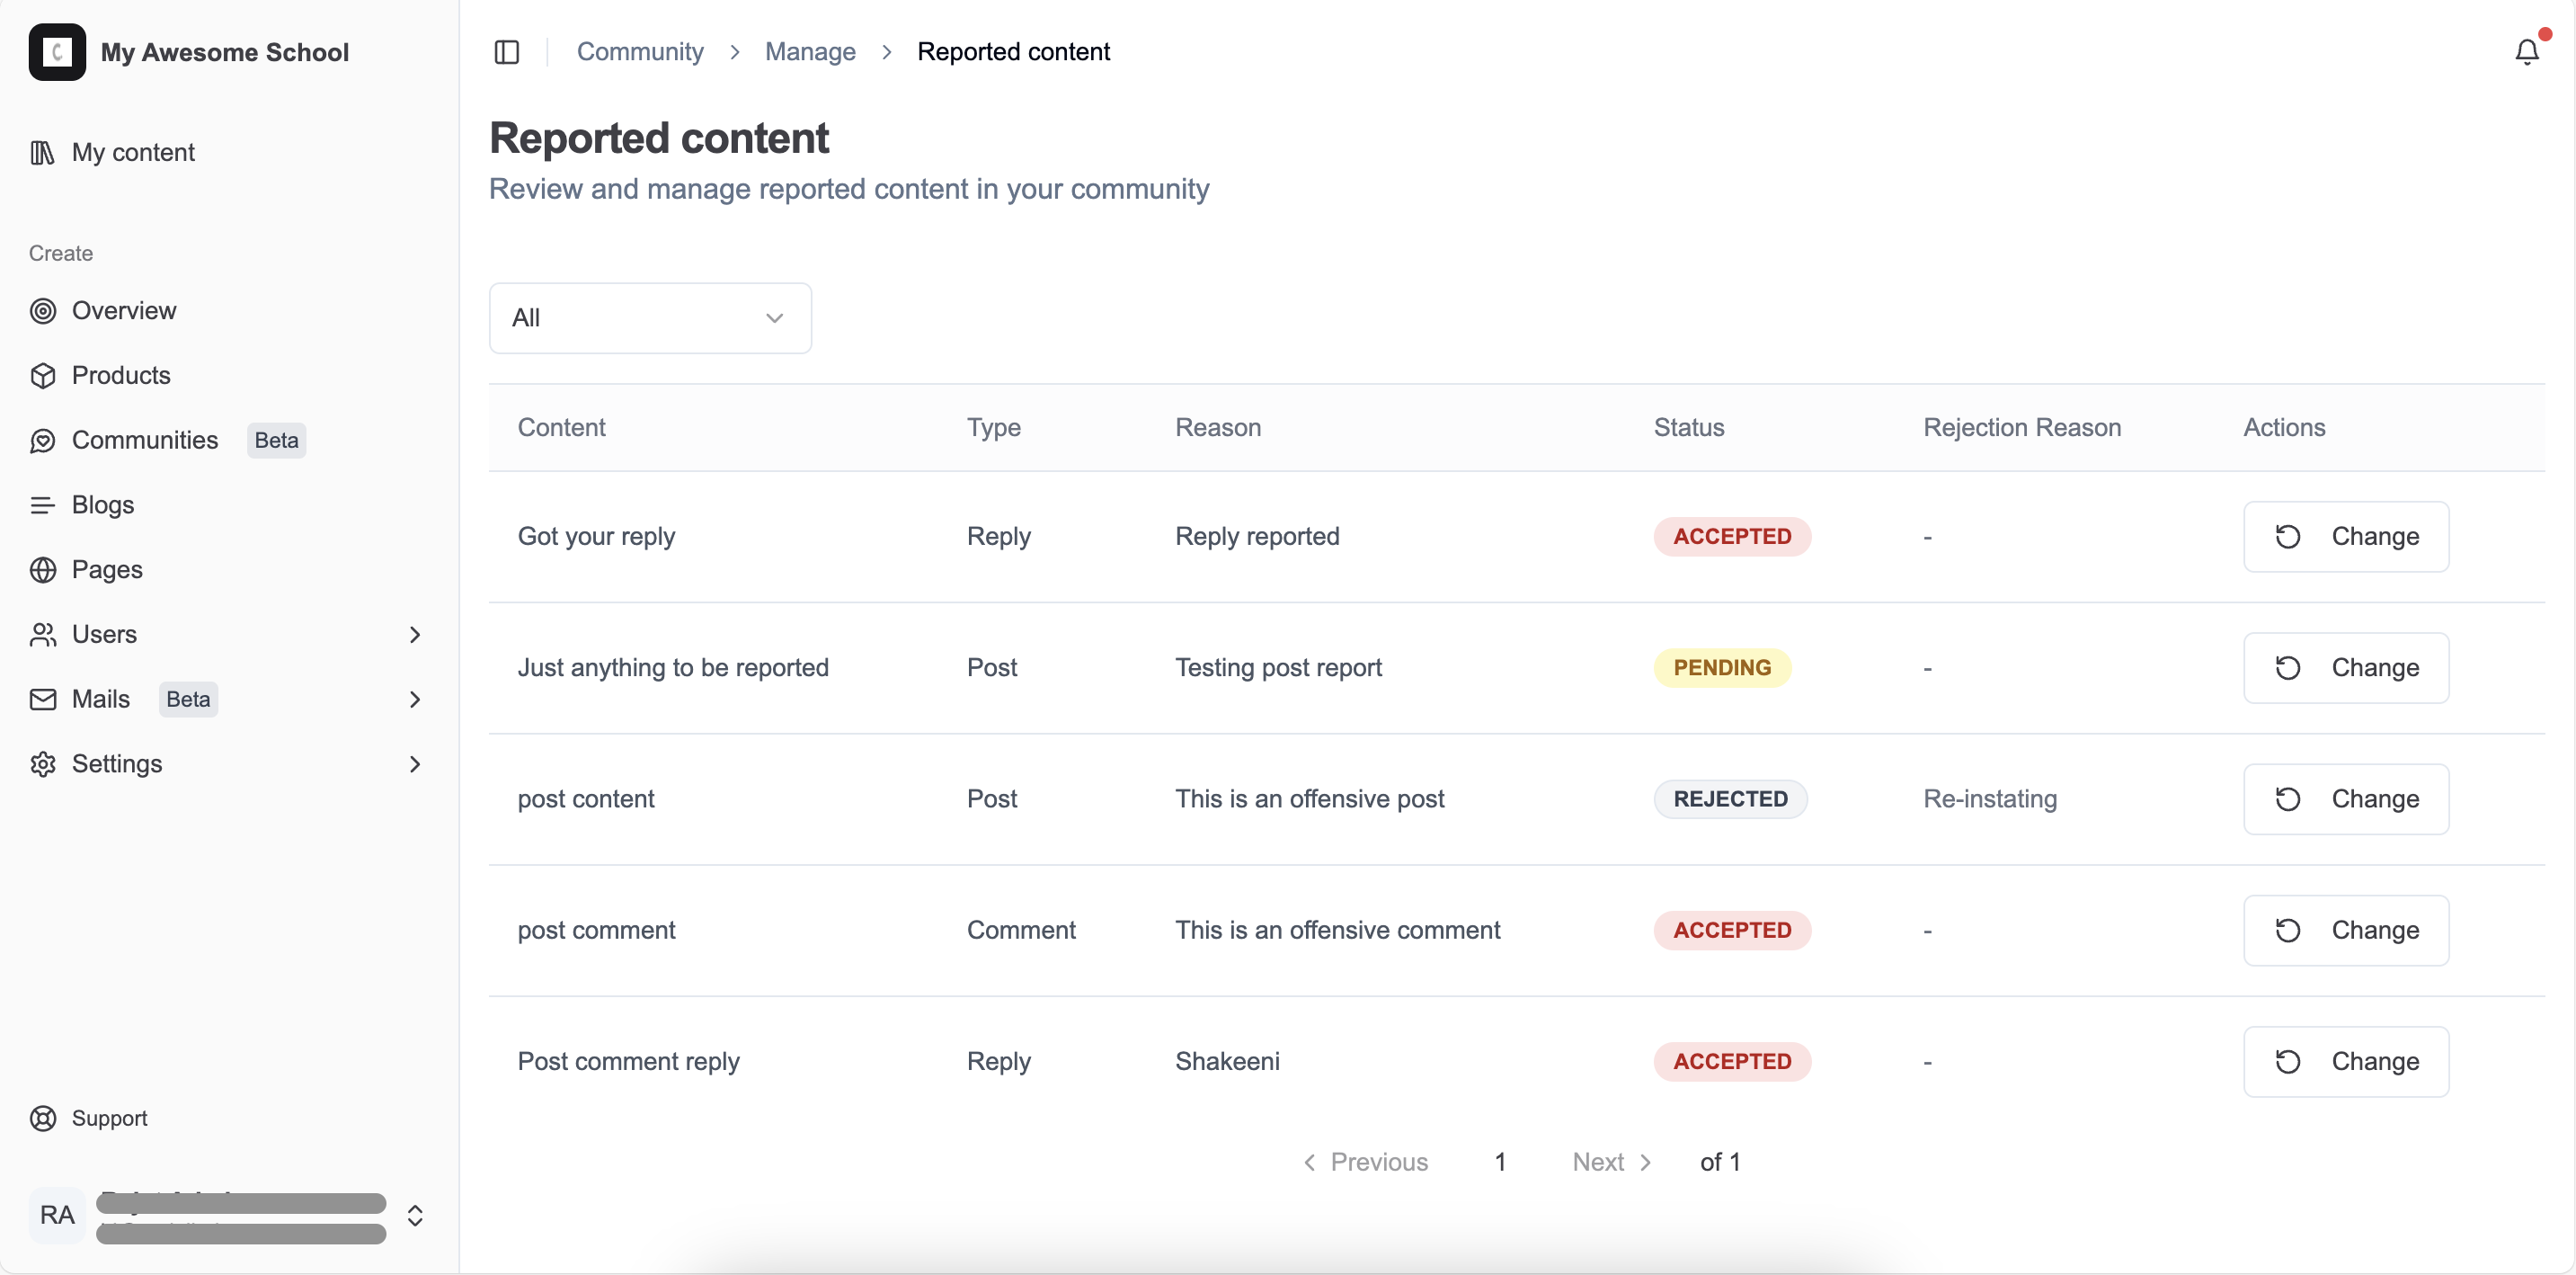 My Awesome School
My content
Create
Overview
Products
Communities Beta
Blogs
Pages
Users
Mails Beta
Settings
Support
RA
Community > Manage > Reported content
Reported content
Review and manage reported content in your community
All
Content Type Reason Status Rejection Reason Actions
Got your reply Reply Reply reported ACCEPTED - Change
Just anything to be reported Post Testing post report PENDING - Change
post content Post This is an offensive post REJECTED Re-instating Change
post comment Comment This is an offensive comment ACCEPTED - Change
Post comment reply Reply Shakeeni ACCEPTED - Change
Previous 1 Next of 1